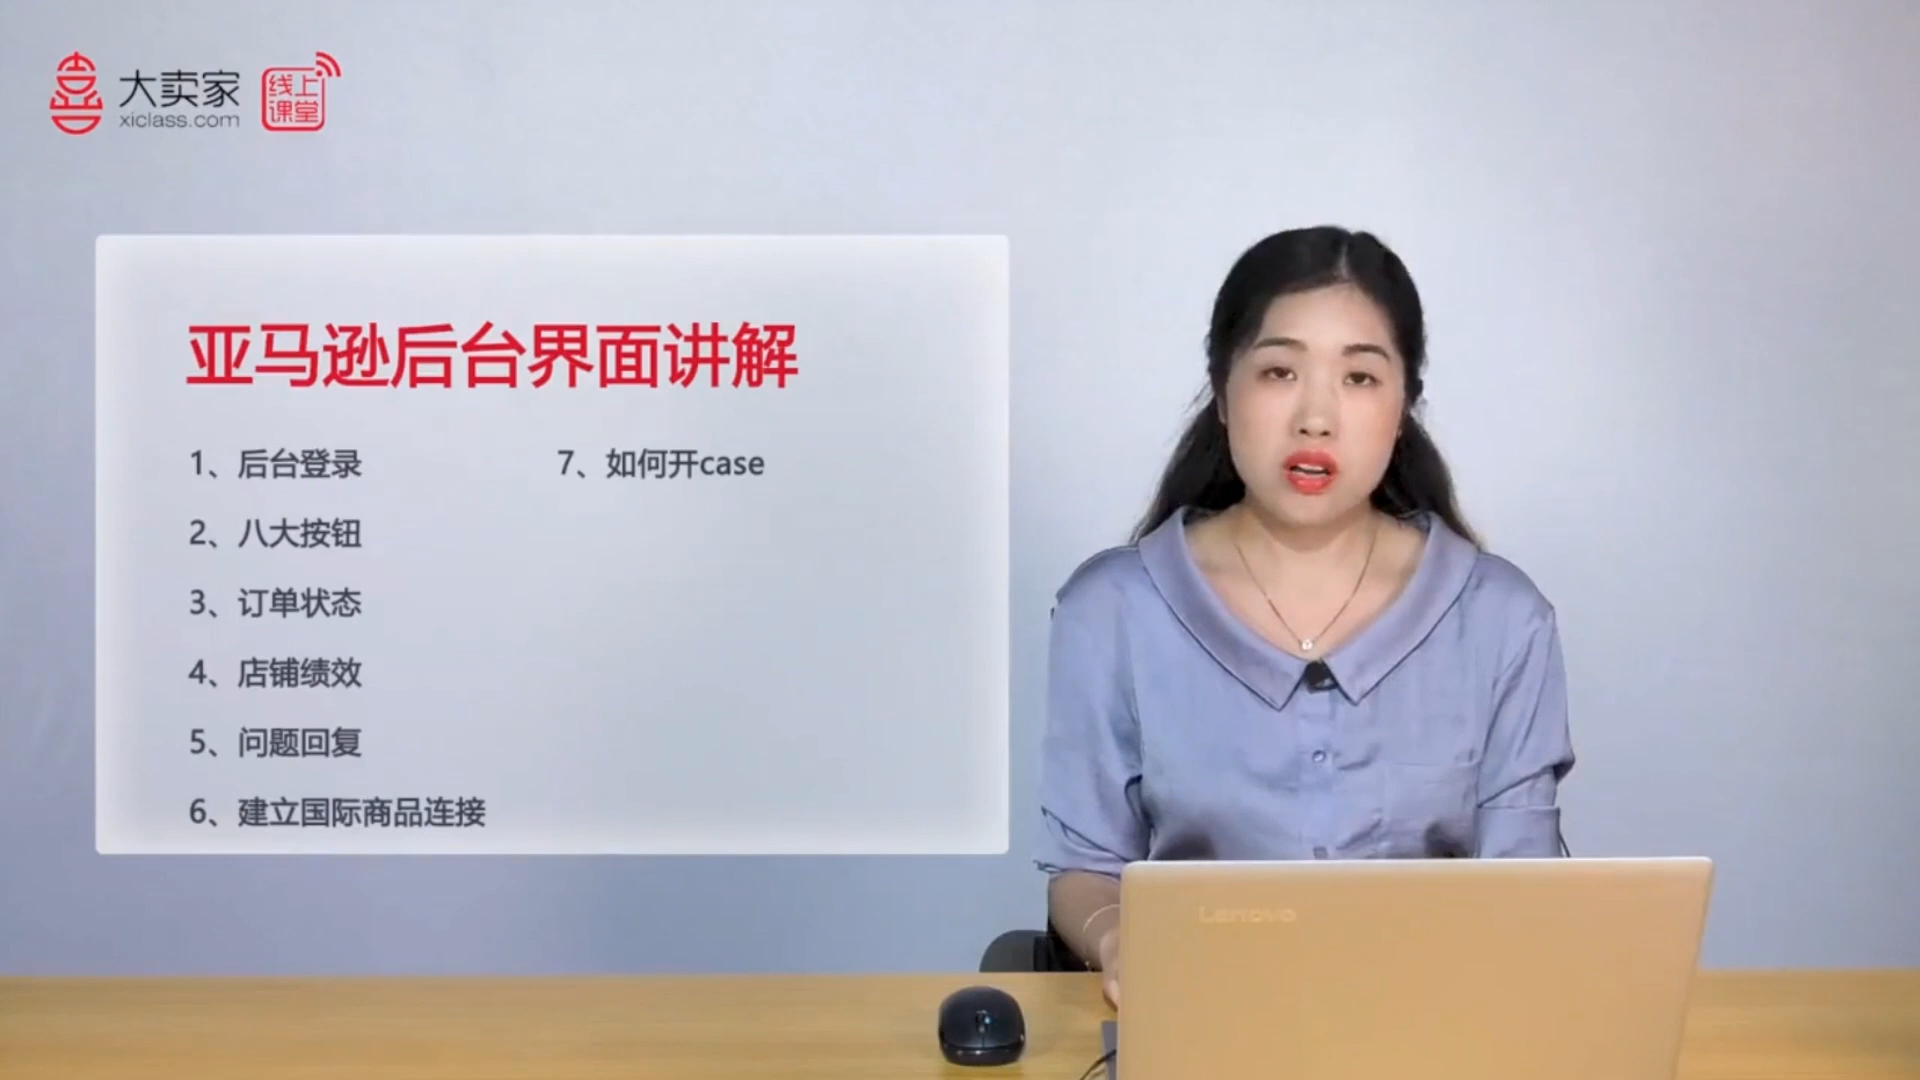 大卖家
xiclass.com
线上
课堂
亚马逊后台界面讲解
1、后台登录
2、八大按钮
3、订单状态
4、店铺绩效
5、问题回复
6、建立国际商品连接
7、如何开case
Lenovo